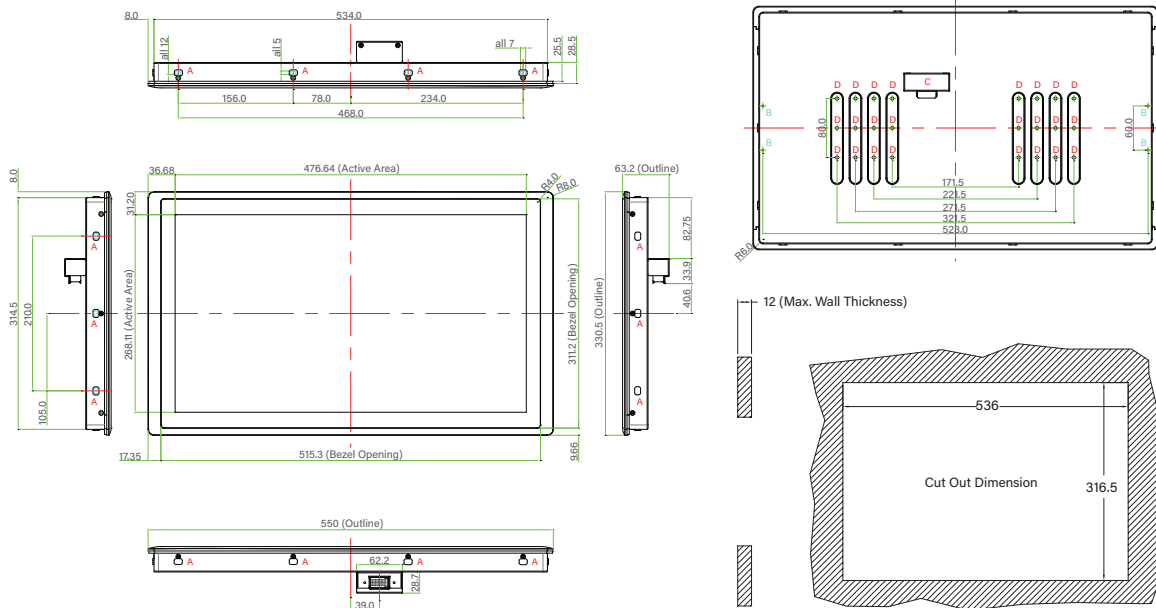 8.0
534.0
all 12
all 5
all 7
25.5
28.5
A
A
A
A
156.0
78.0
234.0
468.0
D
D
D
D
C
D
D
D
D
B
B
80.0
D
D
D
D
D
D
D
D
60.0
B
B
D
D
D
D
D
D
D
D
171.5
221.5
271.5
321.5
523.0
R6.0
8.0
36.68
476.64 (Active Area)
R4.0
R8.0
63.2 (Outline)
31.20
A
A
82.75
33.9
40.6
314.5
210.0
268.11 (Active Area)
311.2 (Bezel Opening)
330.5 (Outline)
A
A
105.0
A
A
17.35
515.3 (Bezel Opening)
9.66
12 (Max. Wall Thickness)
536
Cut Out Dimension
316.5
550 (Outline)
A
A
A
A
62.2
28.7
39.0